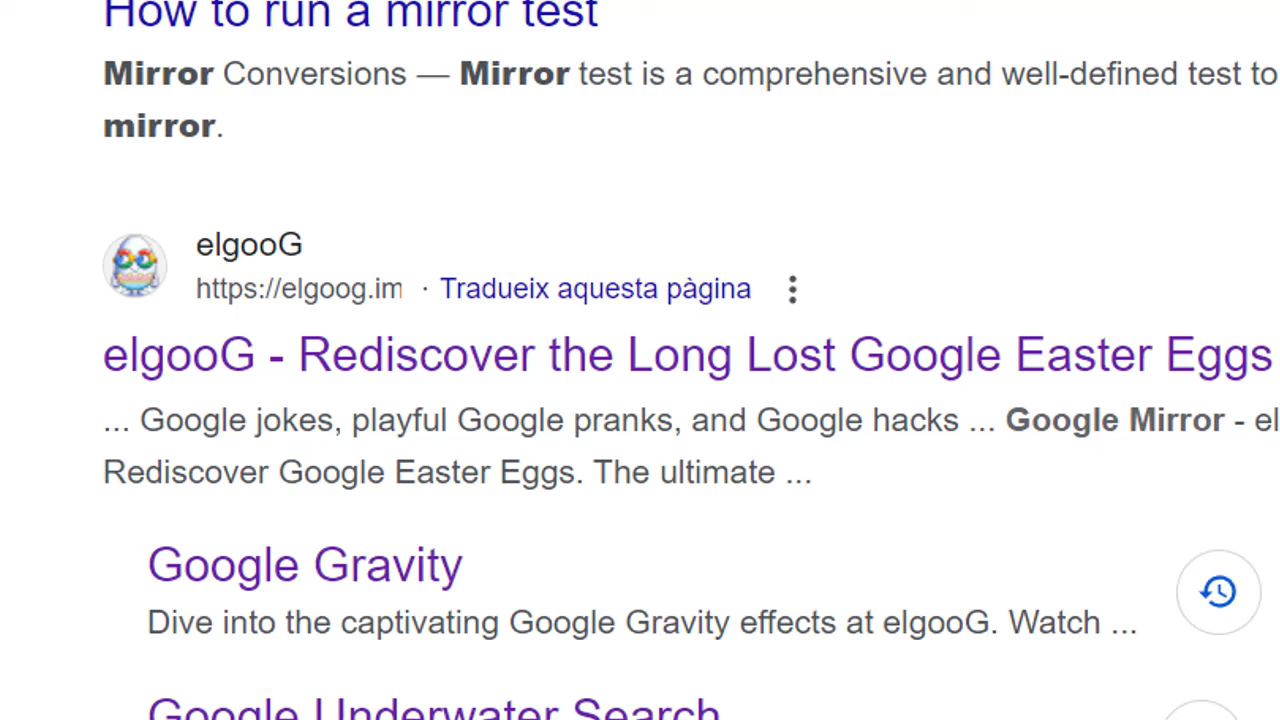 How to run a mirror test
Mirror Conversions — Mirror test is a comprehensive and well-defined test to
mirror.
elgooG
https://elgoog.im · Tradueix aquesta pàgina
elgooG - Rediscover the Long Lost Google Easter Eggs
... Google jokes, playful Google pranks, and Google hacks ... Google Mirror - el
Rediscover Google Easter Eggs. The ultimate ...
Google Gravity
Dive into the captivating Google Gravity effects at elgooG. Watch ...
Google Underwater Search